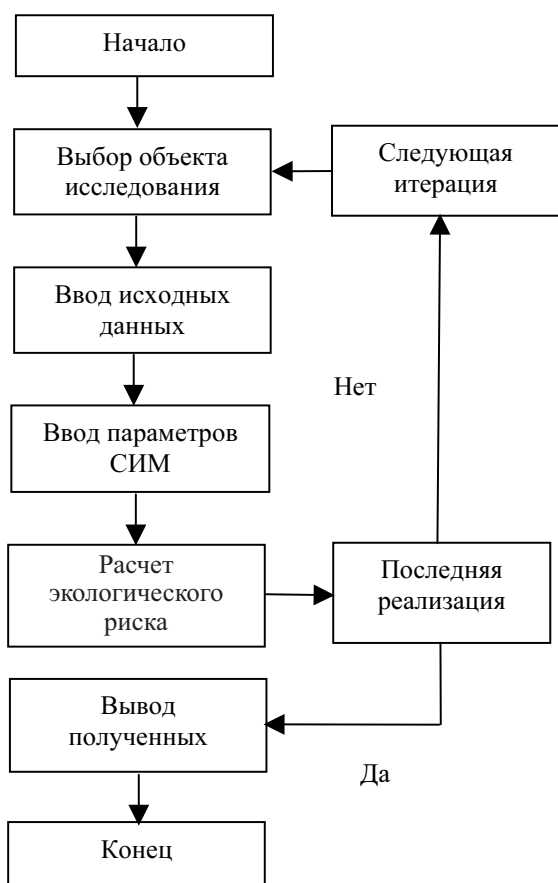 Начало
Выбор объекта
исследования
Следующая
итерация
Ввод исходных
данных
Нет
Ввод параметров
СИМ
Расчет
экологического
риска
Последняя
реализация
Вывод
полученных
Да
Конец